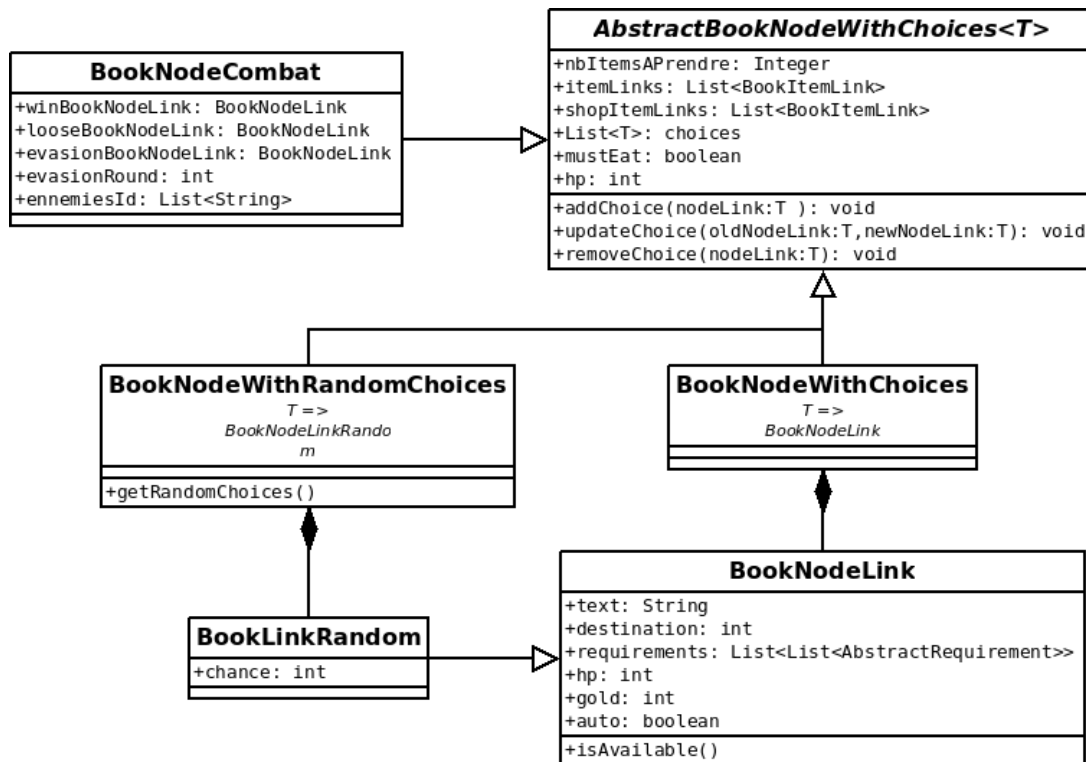 AbstractBookNodeWithChoices<T>
+nbItemsAPrendre: Integer
+itemLinks: List<BookItemLink>
+shopItemLinks: List<BookItemLink>
+List<T>: choices
+mustEat: boolean
+hp: int
+addChoice(nodeLink:T ): void
+updateChoice(oldNodeLink:T,newNodeLink:T): void
+removeChoice(nodeLink:T): void
BookNodeCombat
+winBookNodeLink: BookNodeLink
+looseBookNodeLink: BookNodeLink
+evasionBookNodeLink: BookNodeLink
+evasionRound: int
+ennemiesId: List<String>
BookNodeWithRandomChoices
T =>
BookNodeLinkRando
m
+getRandomChoices()
BookNodeWithChoices
T =>
BookNodeLink
BookLinkRandom
+chance: int
BookNodeLink
+text: String
+destination: int
+requirements: List<List<AbstractRequirement>>
+hp: int
+gold: int
+auto: boolean
+isAvailable()